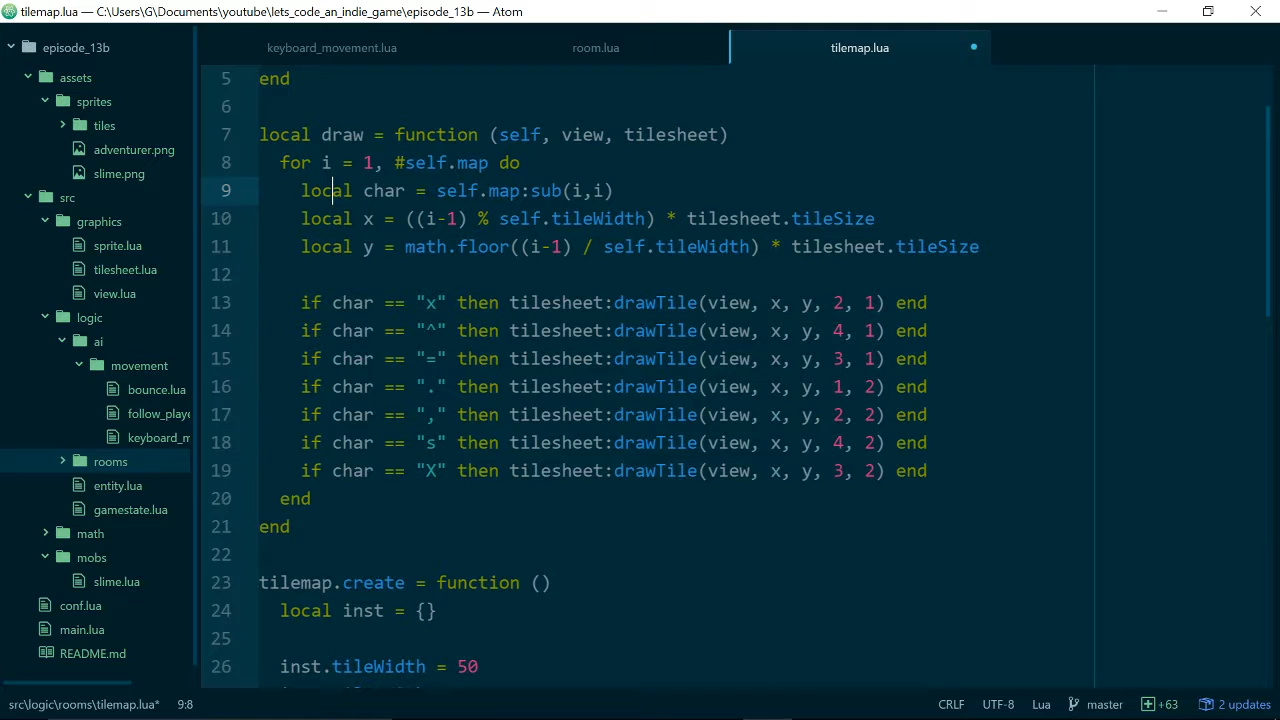 tilemap.lua — C:\Users\G\Documents\youtube\lets_code_an_indie_game\episode_13b — Atom
episode_13b
assets
sprites
tiles
adventurer.png
slime.png
src
graphics
sprite.lua
tilesheet.lua
view.lua
logic
ai
movement
bounce.lua
follow_playe
keyboard_m
rooms
entity.lua
gamestate.lua
math
mobs
slime.lua
conf.lua
main.lua
README.md
keyboard_movement.lua room.lua tilemap.lua
5 end
6
7 local draw = function (self, view, tilesheet)
8 for i = 1, #self.map do
9 local char = self.map:sub(i,i)
10 local x = ((i-1) % self.tileWidth) * tilesheet.tileSize
11 local y = math.floor((i-1) / self.tileWidth) * tilesheet.tileSize
12
13 if char == "x" then tilesheet:drawTile(view, x, y, 2, 1) end
14 if char == "^" then tilesheet:drawTile(view, x, y, 4, 1) end
15 if char == "=" then tilesheet:drawTile(view, x, y, 3, 1) end
16 if char == "." then tilesheet:drawTile(view, x, y, 1, 2) end
17 if char == "," then tilesheet:drawTile(view, x, y, 2, 2) end
18 if char == "s" then tilesheet:drawTile(view, x, y, 4, 2) end
19 if char == "X" then tilesheet:drawTile(view, x, y, 3, 2) end
20 end
21 end
22
23 tilemap.create = function ()
24 local inst = {}
25
26 inst.tileWidth = 50
src\logic\rooms\tilemap.lua* 9:8 CRLF UTF-8 Lua master +63 2 updates